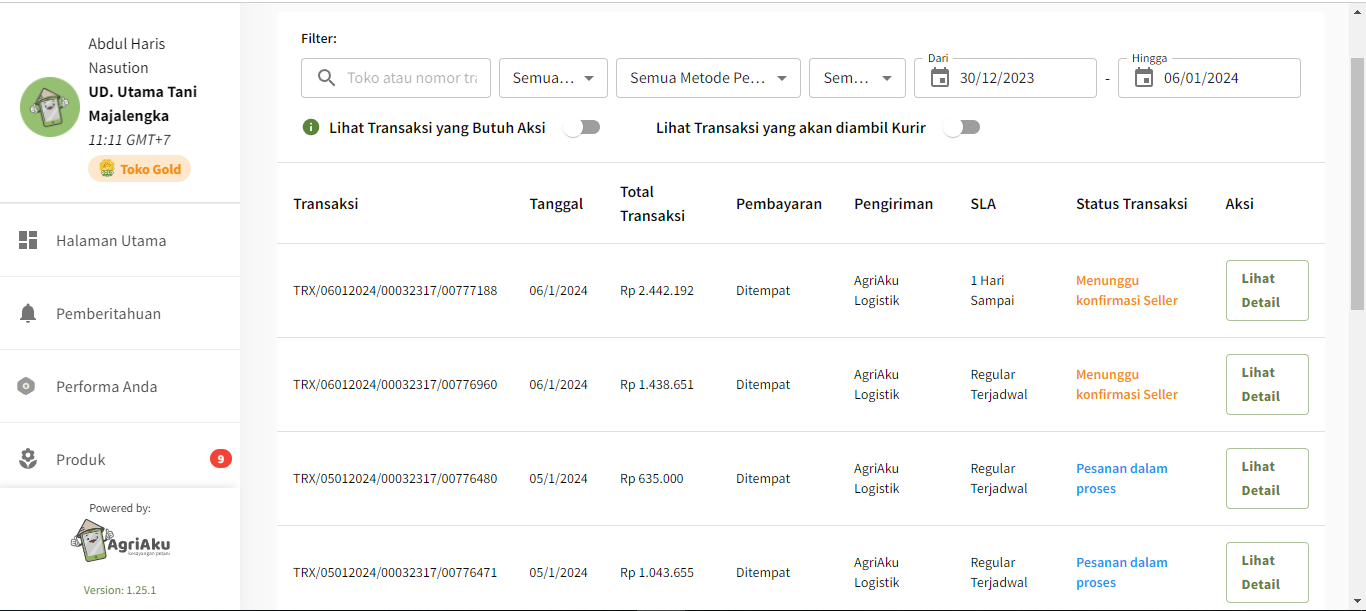 Abdul Haris
Nasution
UD. Utama Tani
Majalengka
11:11 GMT+7
Toko Gold
Halaman Utama
Pemberitahuan
Performa Anda
Produk 9
Powered by:
AgriAku
kesayangan petani
Version: 1.25.1
Filter:
Toko atau nomor tra
Semua...
Semua Metode Pe...
Sem...
Dari
30/12/2023
-
Hingga
06/01/2024
Lihat Transaksi yang Butuh Aksi
Lihat Transaksi yang akan diambil Kurir
Transaksi
Tanggal
Total
Transaksi
Pembayaran
Pengiriman
SLA
Status Transaksi
Aksi
TRX/06012024/00032317/00777188
06/1/2024
Rp 2.442.192
Ditempat
AgriAku
Logistik
1 Hari
Sampai
Menunggu
konfirmasi Seller
Lihat
Detail
TRX/06012024/00032317/00776960
06/1/2024
Rp 1.438.651
Ditempat
AgriAku
Logistik
Regular
Terjadwal
Menunggu
konfirmasi Seller
Lihat
Detail
TRX/05012024/00032317/00776480
05/1/2024
Rp 635.000
Ditempat
AgriAku
Logistik
Regular
Terjadwal
Pesanan dalam
proses
Lihat
Detail
TRX/05012024/00032317/00776471
05/1/2024
Rp 1.043.655
Ditempat
AgriAku
Logistik
Regular
Terjadwal
Pesanan dalam
proses
Lihat
Detail